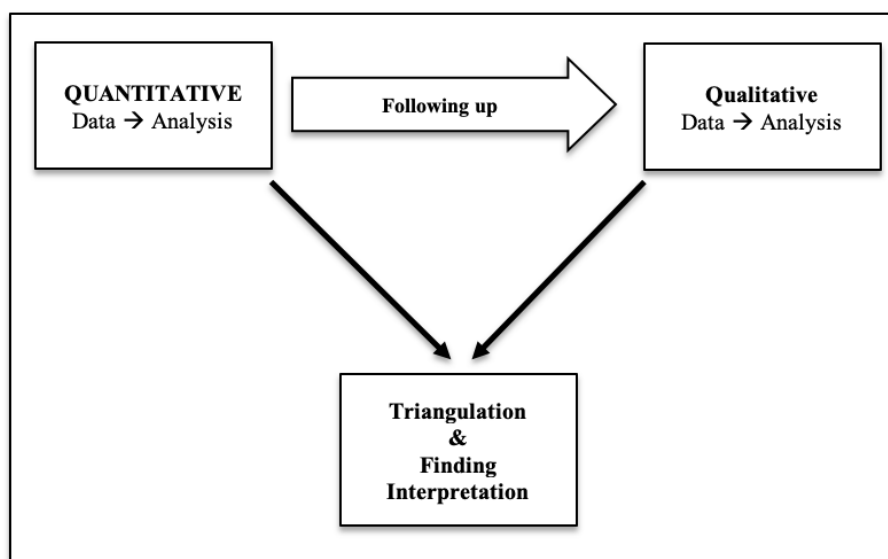 QUANTITATIVE
Data → Analysis
Following up
Qualitative
Data → Analysis
Triangulation
&
Finding
Interpretation